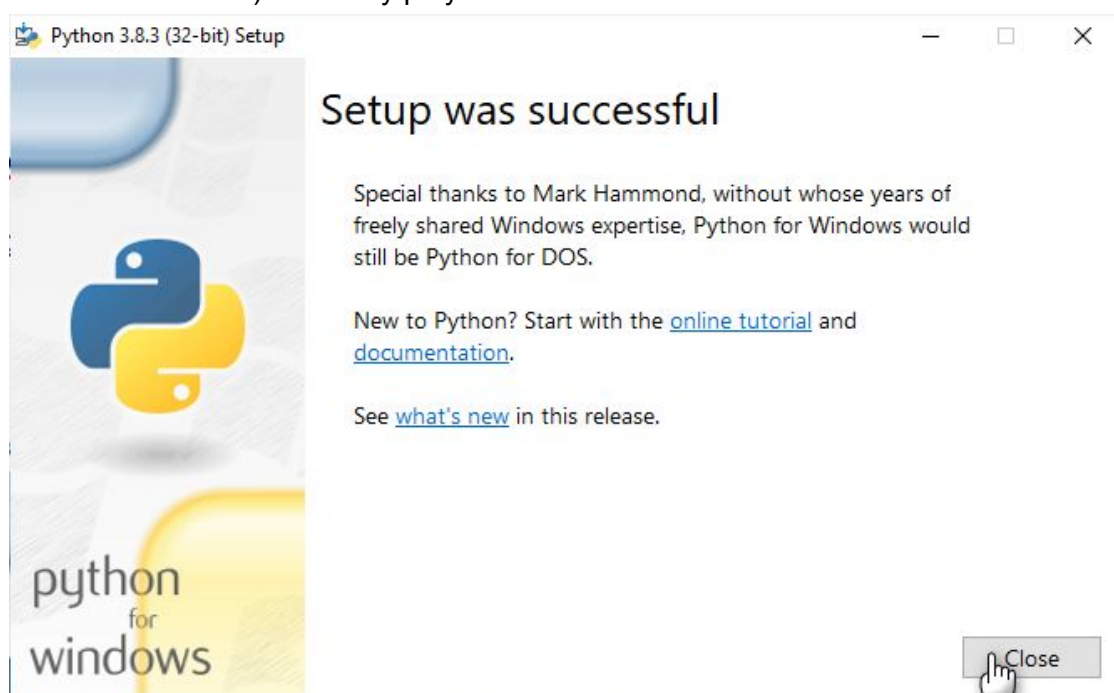 Python 3.8.3 (32-bit) Setup
Setup was successful
Special thanks to Mark Hammond, without whose years of
freely shared Windows expertise, Python for Windows would
still be Python for DOS.
New to Python? Start with the online tutorial and
documentation.
See what's new in this release.
python
for
windows
Close